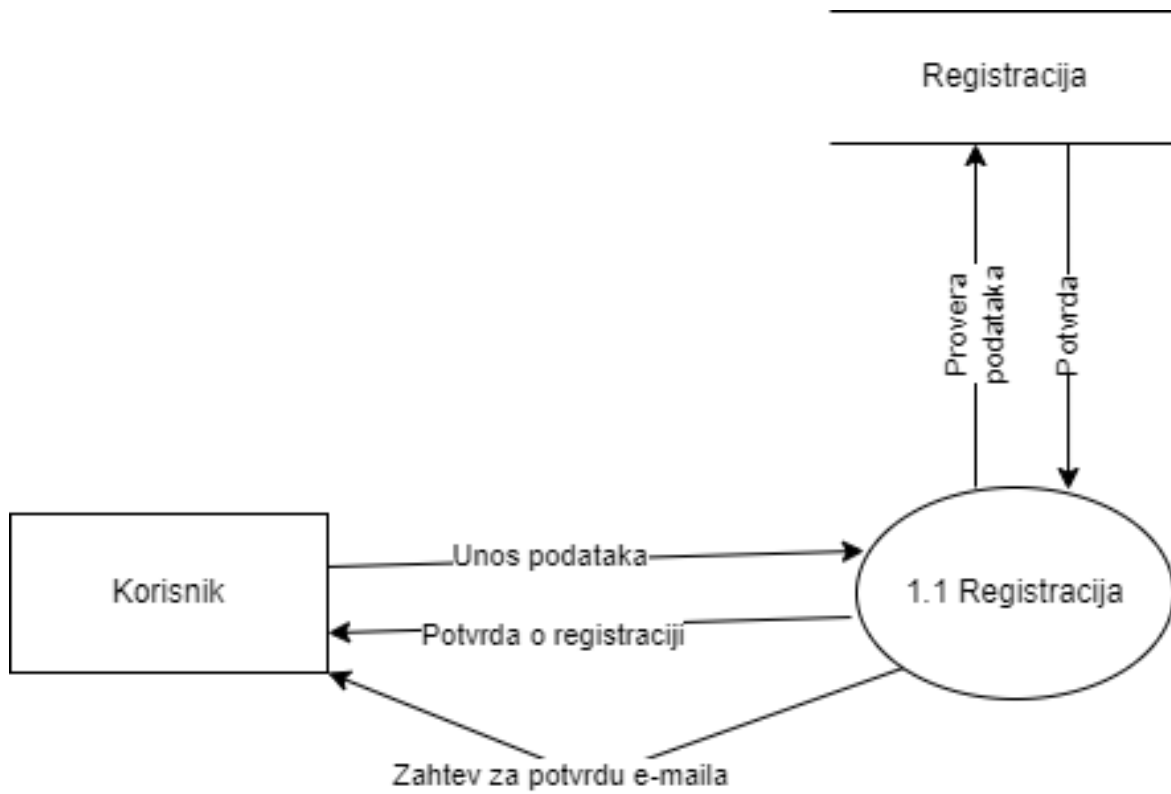 Registracija
Provera
podataka
Potvrda
Unos podataka
Korisnik
1.1 Registracija
Potvrda o registraciji
Zahtev za potvrdu e-maila